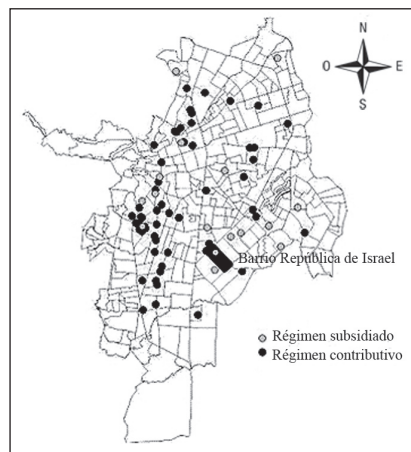 N
O E
S
Barrio República de Israel
Régimen subsidiado
Régimen contributivo